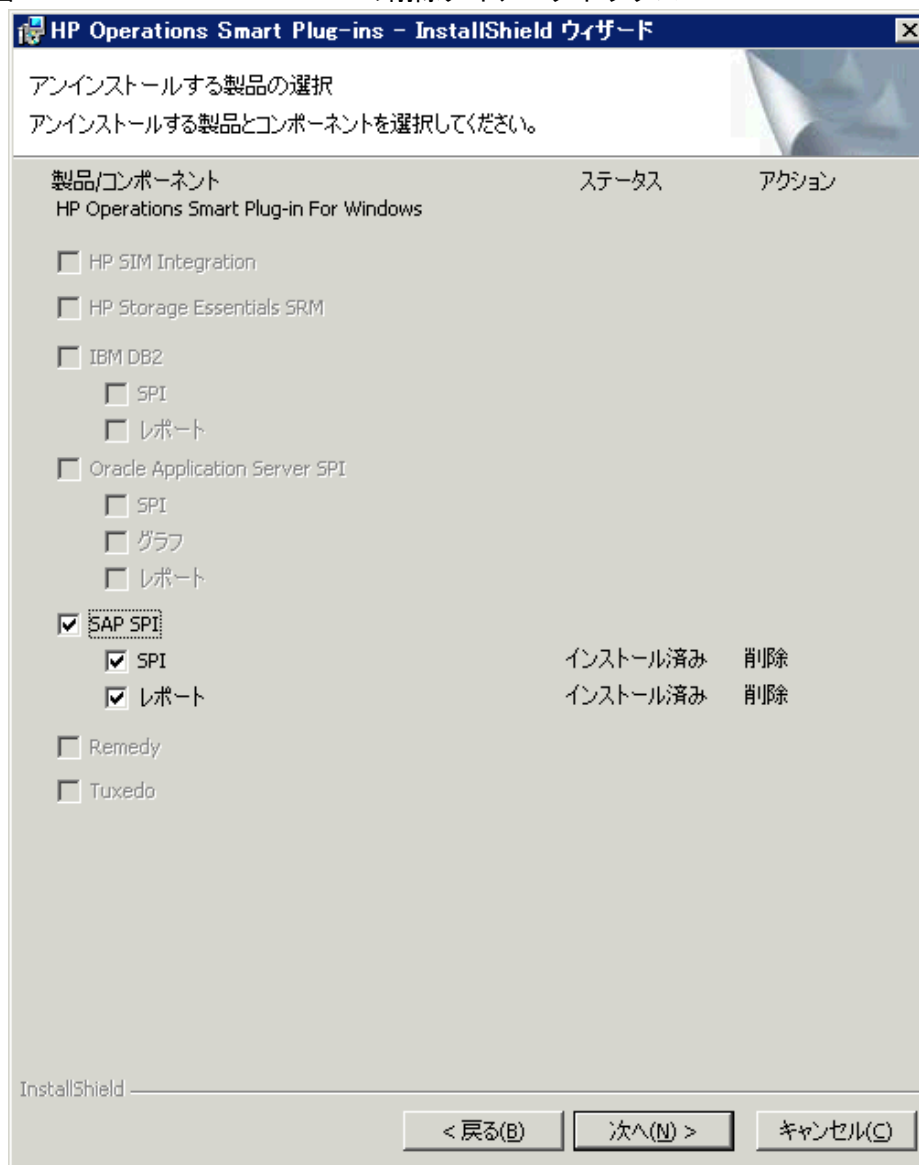 HP Operations Smart Plug-ins - InstallShield ウィザード
アンインストールする製品の選択
アンインストールする製品とコンポーネントを選択してください。
製品/コンポーネント ステータス アクション
HP Operations Smart Plug-in For Windows
HP SIM Integration
HP Storage Essentials SRM
IBM DB2
SPI
レポート
Oracle Application Server SPI
SPI
グラフ
レポート
SAP SPI
SPI インストール済み 削除
レポート インストール済み 削除
Remedy
Tuxedo
InstallShield
< 戻る(B) 次へ(N) > キャンセル(C)